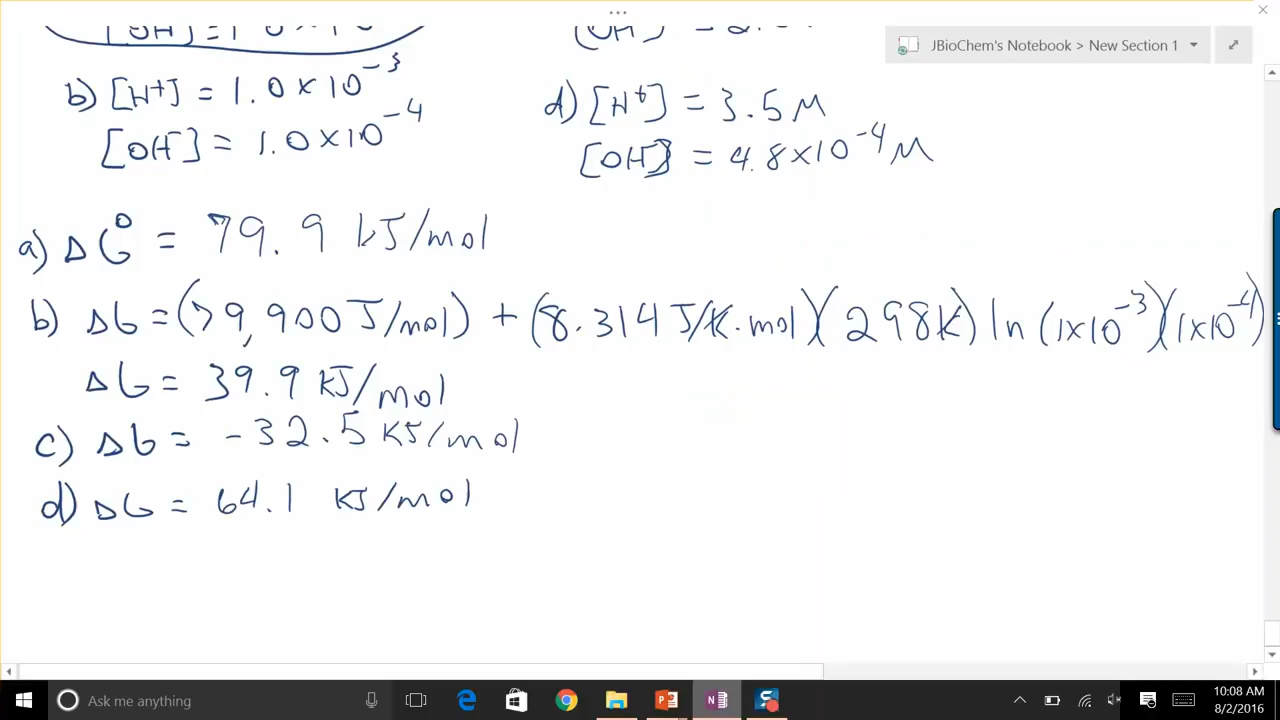 JBioChem's Notebook > New Section 1
b) [H+] = 1.0 x 10⁻³
[OH] = 1.0 x 10⁻⁴
d) [H+] = 3.5 M
[OH] = 4.8 x 10⁻⁴ M
a) ΔG° = 79.9 kJ/mol
b) ΔG = (79,900 J/mol) + (8.314 J/K·mol)(298K) ln (1x10⁻³)(1x10⁻⁴)
ΔG = 39.9 KJ/mol
c) ΔG = -32.5 KJ/mol
d) ΔG = 64.1 KJ/mol
Ask me anything
10:08 AM
8/2/2016